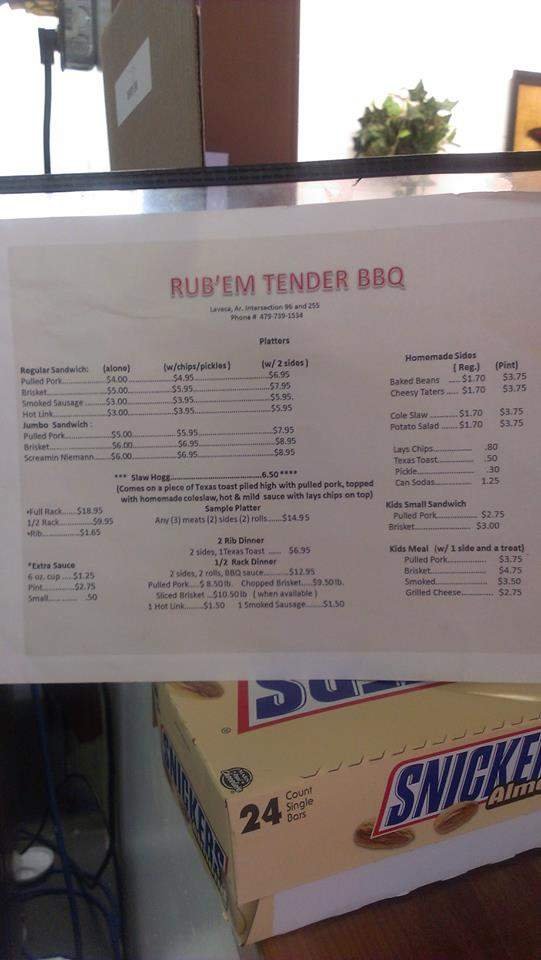 RUB'EM TENDER BBQ
Lavaca, Ar. Intersection 96 and 255
Phone # 479-739-1534
Platters
Regular Sandwich: (alone) (w/chips/pickles) (w/ 2 sides)
Pulled Pork....$4.00....$4.95....$6.95
Brisket....$5.00....$5.95....$7.95
Smoked Sausage....$3.00....$3.95....$5.95.
Hot Link....$3.00....$3.95....$5.95
Jumbo Sandwich :
Pulled Pork....$5.00....$5.95....$7.95
Brisket....$6.00....$6.95....$8.95
Screamin Niemann....$6.00....$6.95....$8.95
*** Slaw Hogg....6.50 ****
(Comes on a piece of Texas toast piled high with pulled pork, topped
with homemade coleslaw, hot & mild sauce with lays chips on top)
Sample Platter
Any (3) meats (2) sides (2) rolls......$14.95
•Full Rack.....$18.95
1/2 Rack..........$9.95
•Rib...........$1.65
2 Rib Dinner
2 sides, 1Texas Toast ...... $6.95
1/2 Rack Dinner
2 sides, 2 rolls, BBQ sauce..........$12.95
Pulled Pork....$ 8.50 lb. Chopped Brisket....$9.50 lb.
Sliced Brisket ...$10.50 lb ( when available )
1 Hot Link.......$1.50 1 Smoked Sausage.......$1.50
*Extra Sauce
6 oz. cup ....$1.25
Pint............$2.75
Small............ .50
Homemade Sides
( Reg.) (Pint)
Baked Beans ....$1.70 $3.75
Cheesy Taters .... $1.70 $3.75
Cole Slaw ............$1.70 $3.75
Potato Salad .......$1.70 $3.75
Lays Chips................ .80
Texas Toast............. .50
Pickle...................... .30
Can Sodas............. 1.25
Kids Small Sandwich
Pulled Pork........$2.75
Brisket............. $3.00
Kids Meal (w/ 1 side and a treat)
Pulled Pork............. $3.75
Brisket..................... $4.75
Smoked................... $3.50
Grilled Cheese......... $2.75
24 Count
Single
Bars
SNICKE
Alm
SNICKERS